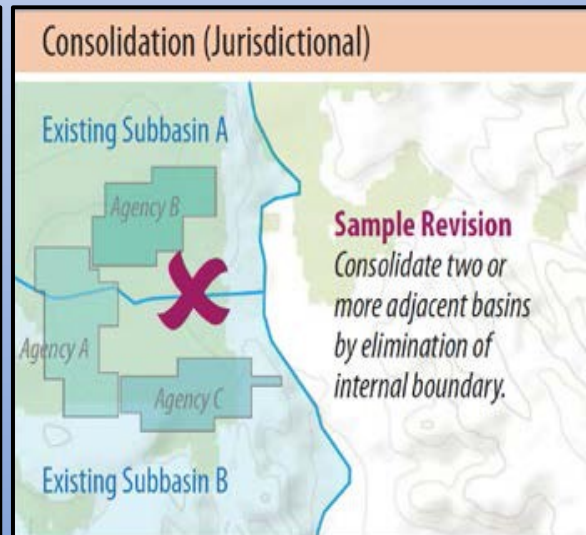 Consolidation (Jurisdictional)
Existing Subbasin A
Agency B
Sample Revision
Consolidate two or
more adjacent basins
by elimination of
internal boundary.
Agency A
Agency C
Existing Subbasin B